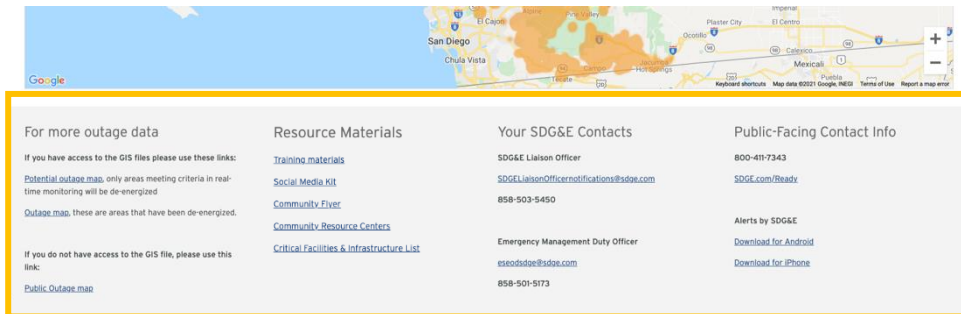 Imperial
Alpine
Pine Valley
Plaster City
El Centro
El Cajon
Ocotillo
San Diego
Calexico
Chula Vista
Mexicali
Campo
Jacumba
Hot Springs
Tecate
Puebla
Google
Keyboard shortcuts Map data ©2021 Google, INEGI Terms of Use Report a map error
For more outage data
If you have access to the GIS files please use these links:
Potential outage map, only areas meeting criteria in real-
time monitoring will be de-energized
Outage map, these are areas that have been de-energized.
If you do not have access to the GIS file, please use this
link:
Public Outage map
Resource Materials
Training materials
Social Media Kit
Community Flyer
Community Resource Centers
Critical Facilities & Infrastructure List
Your SDG&E Contacts
SDG&E Liaison Officer
SDGELiaisonOfficernotifications@sdge.com
858-503-5450
Emergency Management Duty Officer
eseodsdge@sdge.com
858-501-5173
Public-Facing Contact Info
800-411-7343
SDGE.com/Ready
Alerts by SDG&E
Download for Android
Download for iPhone